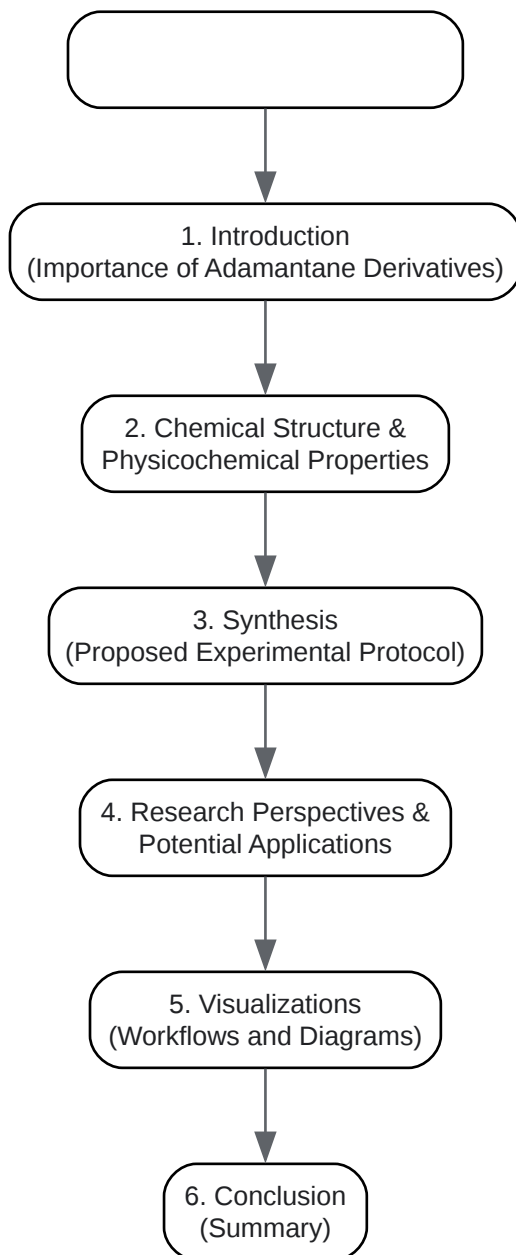 1. Introduction
(Importance of Adamantane Derivatives)
2. Chemical Structure &
Physicochemical Properties
3. Synthesis
(Proposed Experimental Protocol)
4. Research Perspectives &
Potential Applications
5. Visualizations
(Workflows and Diagrams)
6. Conclusion
(Summary)